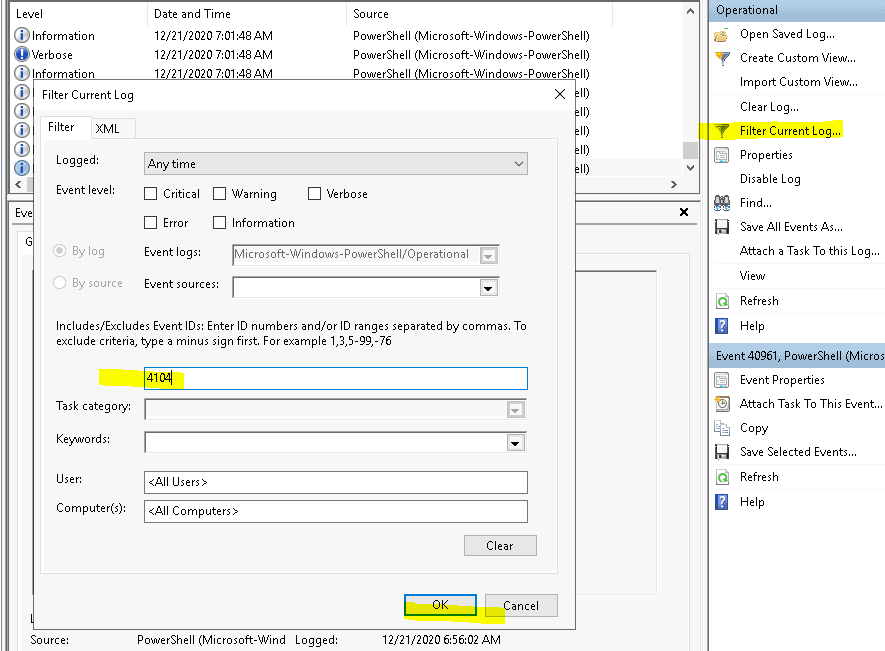 Level Date and Time Source
Information 12/21/2020 7:01:48 AM PowerShell (Microsoft-Windows-PowerShell)
Verbose 12/21/2020 7:01:48 AM PowerShell (Microsoft-Windows-PowerShell)
Information 12/21/2020 7:01:48 AM PowerShell (Microsoft-Windows-PowerShell)
Filter Current Log
Filter XML
Logged: Any time
Event level: Critical Warning Verbose
Error Information
By log Event logs: Microsoft-Windows-PowerShell/Operational
By source Event sources:
Includes/Excludes Event IDs: Enter ID numbers and/or ID ranges separated by commas. To
exclude criteria, type a minus sign first. For example 1,3,5-99,-76
4104
Task category:
Keywords:
User: <All Users>
Computer(s): <All Computers>
Clear
OK Cancel
Source: PowerShell (Microsoft-Wind Logged: 12/21/2020 6:56:02 AM
Operational
Open Saved Log...
Create Custom View...
Import Custom View...
Clear Log...
Filter Current Log...
Properties
Disable Log
Find...
Save All Events As...
Attach a Task To this Log...
View
Refresh
Help
Event 40961, PowerShell (Micros
Event Properties
Attach Task To This Event...
Copy
Save Selected Events...
Refresh
Help